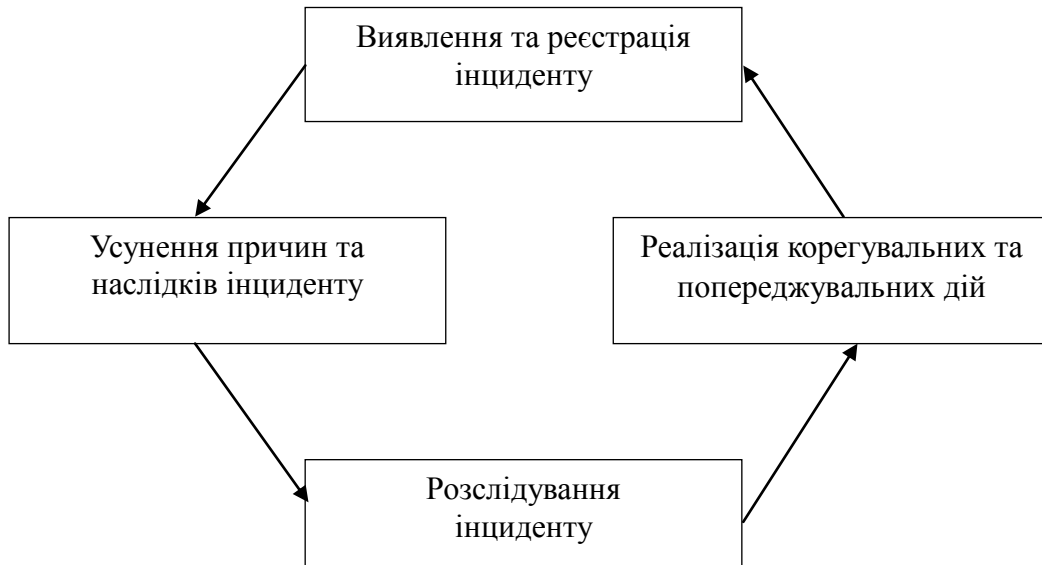 Виявлення та реєстрація
інциденту
Усунення причин та
наслідків інциденту
Реалізація корегувальних та
попереджувальних дій
Розслідування
інциденту